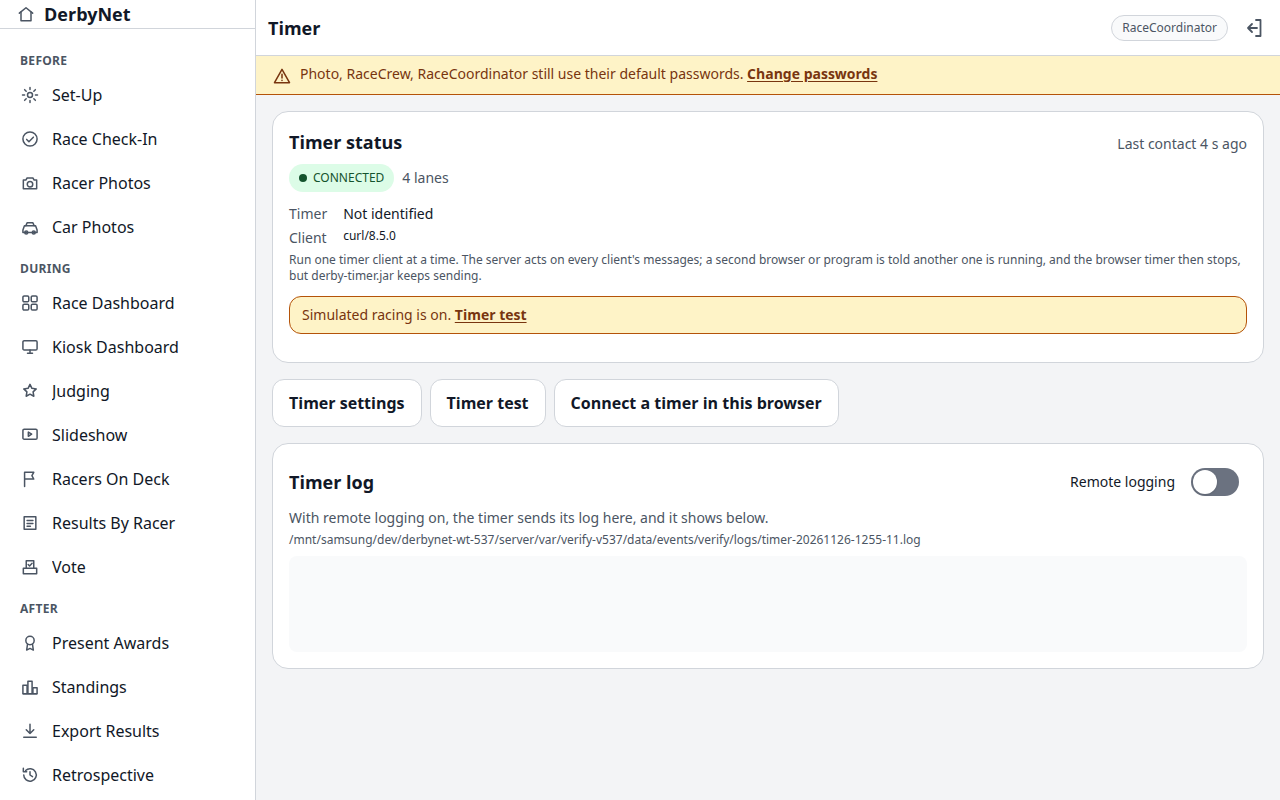 DerbyNet
BEFORE
Set-Up
Race Check-In
Racer Photos
Car Photos
DURING
Race Dashboard
Kiosk Dashboard
Judging
Slideshow
Racers On Deck
Results By Racer
Vote
AFTER
Present Awards
Standings
Export Results
Retrospective
Timer
RaceCoordinator
Photo, RaceCrew, RaceCoordinator still use their default passwords. Change passwords
Timer status
Last contact 4 s ago
CONNECTED
4 lanes
Timer Not identified
Client curl/8.5.0
Run one timer client at a time. The server acts on every client's messages; a second browser or program is told another one is running, and the browser timer then stops,
but derby-timer.jar keeps sending.
Simulated racing is on. Timer test
Timer settings
Timer test
Connect a timer in this browser
Timer log
Remote logging
With remote logging on, the timer sends its log here, and it shows below.
/mnt/samsung/dev/derbynet-wt-537/server/var/verify-v537/data/events/verify/logs/timer-20261126-1255-11.log